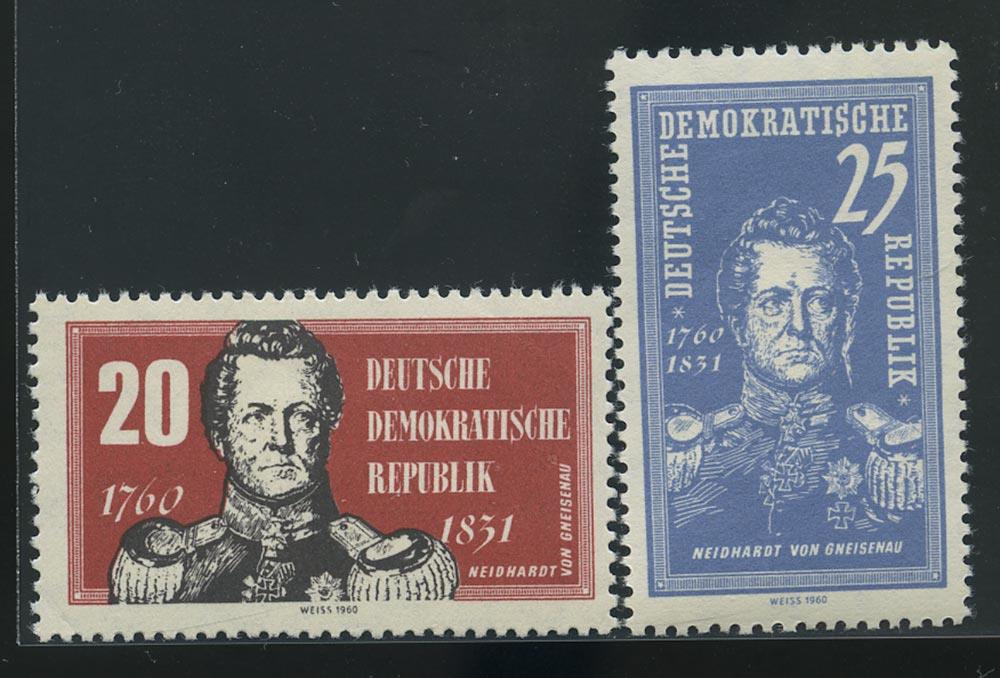 20
1760
DEUTSCHE
DEMOKRATISCHE
REPUBLIK
1831
NEIDHARDT
VON GNEISENAU
WEISS 1960
DEUTSCHE
DEMOKRATISCHE
REPUBLIK
25
* 1760
1831 *
NEIDHARDT VON GNEISENAU
WEISS 1960